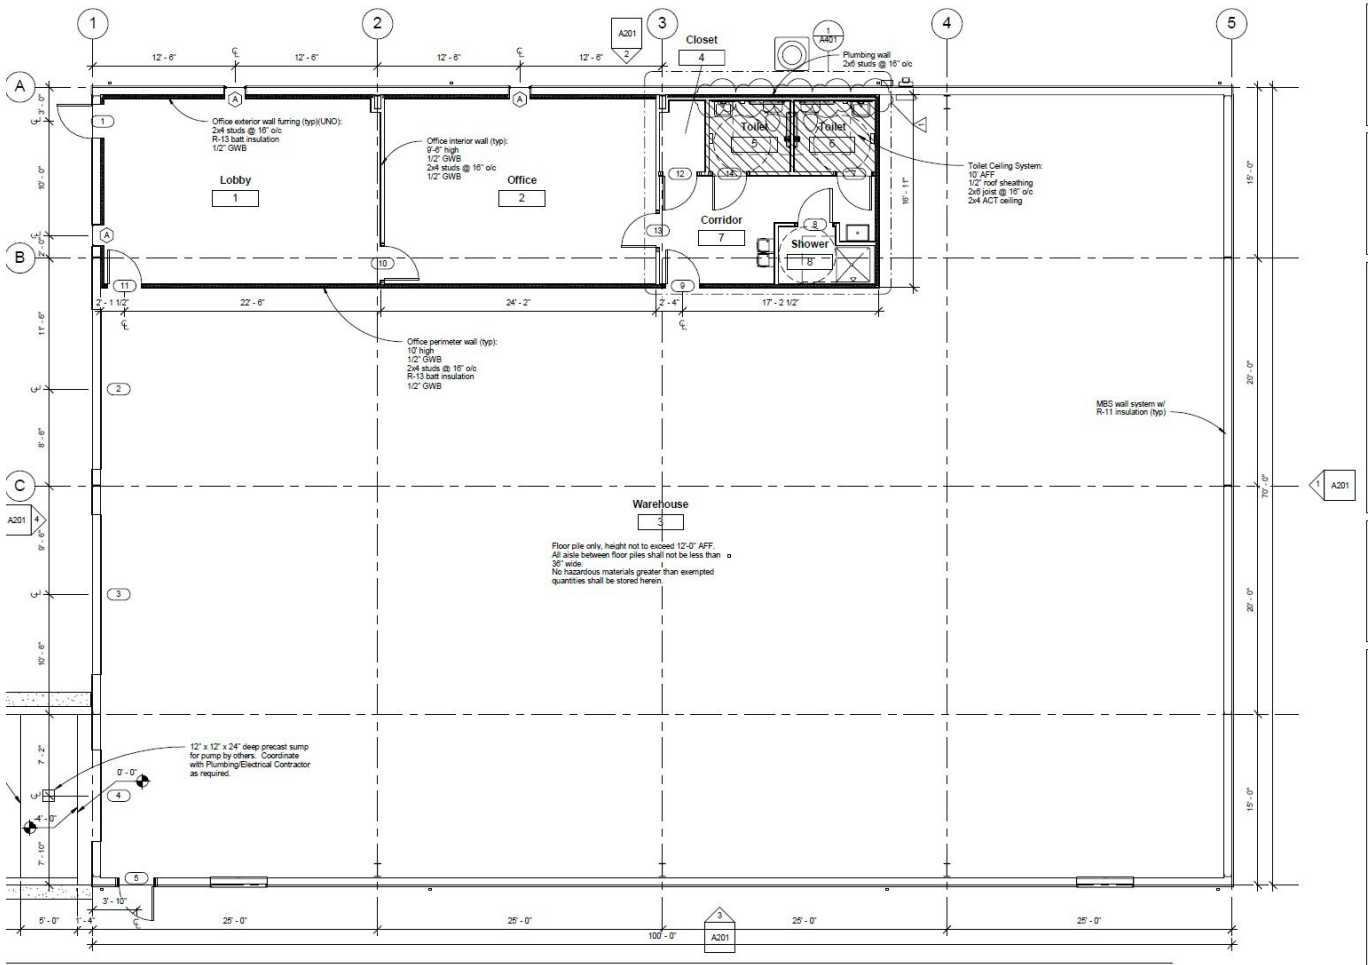 1
2
3
4
5
A201
2
Closet
4
1
A401
12' - 6"
12' - 6"
12' - 6"
12' - 6"
Plumbing wall
2x6 studs @ 16" o/c
A
A
A
3' - 0"
1
Office exterior wall furring (typ)(UNO):
2x4 studs @ 16" o/c
R-13 batt insulation
1/2" GWB
Office interior wall (typ):
9'-6" high
1/2" GWB
2x4 studs @ 16" o/c
1/2" GWB
Toilet
5
Toilet
6
1
Toilet Ceiling System:
10' AFF
1/2" roof sheathing
2x6 joist @ 16" o/c
2x4 ACT ceiling
15' - 0"
10' - 0"
Lobby
1
Office
2
12
14
16' - 11"
Corridor
7
13
8
Shower
8
A
2' - 0"
B
10
11
9
2' - 1 1/2"
22' - 6"
24' - 2"
2' - 4"
17' - 2 1/2"
11' - 6"
Office perimeter wall (typ):
10' high
1/2" GWB
2x4 studs @ 16" o/c
R-13 batt insulation
1/2" GWB
2
20' - 0"
MBS wall system w/
R-11 insulation (typ)
8' - 6"
C
70' - 0"
1
A201
Warehouse
3
A201
4
9' - 6"
Floor pile only, height not to exceed 12'-0" AFF.
All aisle between floor piles shall not be less than
36" wide.
No hazardous materials greater than exempted
quantities shall be stored herein.
3
20' - 0"
10' - 6"
12" x 12" x 24" deep precast sump
for pump by others. Coordinate
with Plumbing/Electrical Contractor
as required.
7' - 2"
0' - 0"
4
15' - 0"
-4' - 0"
7' - 10"
5
3' - 10"
5' - 0"
1' - 4"
25' - 0"
25' - 0"
25' - 0"
25' - 0"
3
A201
100' - 0"